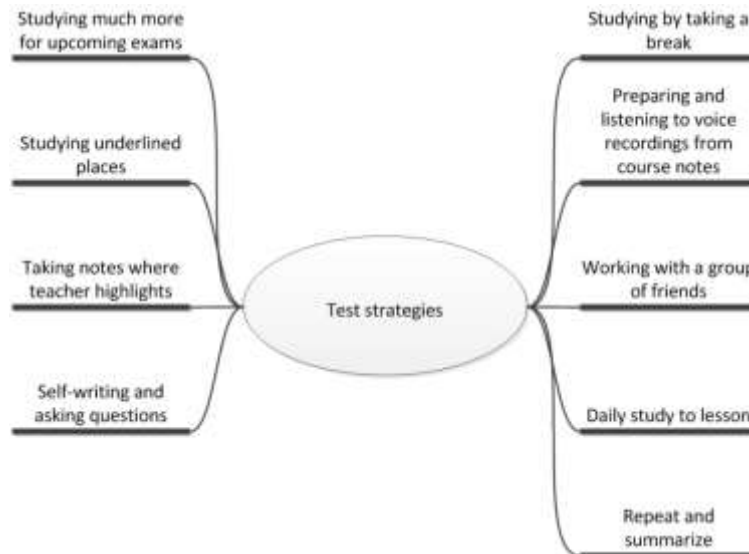 Studying much more
for upcoming exams
Studying underlined
places
Taking notes where
teacher highlights
Self-writing and
asking questions
Test strategies
Studying by taking a
break
Preparing and
listening to voice
recordings from
course notes
Working with a group
of friends
Daily study to lesson
Repeat and
summarize